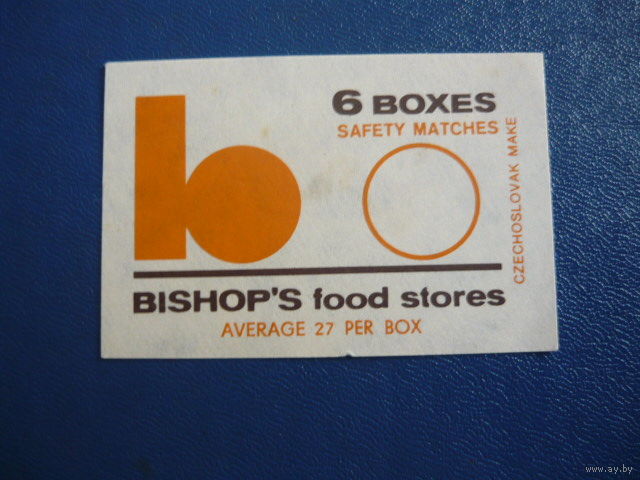 b
6 BOXES
SAFETY MATCHES
CZECHOSLOVAK MAKE
BISHOP'S food stores
AVERAGE 27 PER BOX
www.ay.by